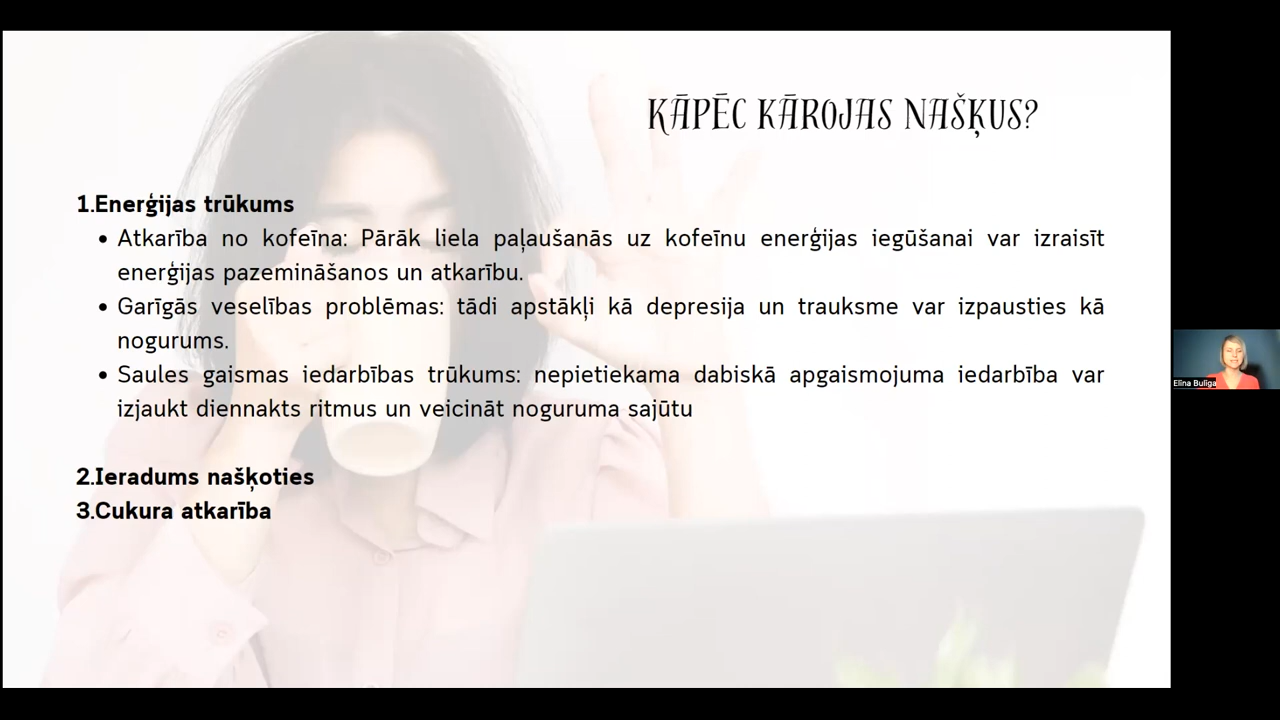 KĀPĒC KĀROJAS NAŠĶUS?
1.Enerģijas trūkums
• Atkarība no kofeīna: Pārāk liela paļaušanās uz kofeīnu enerģijas iegūšanai var izraisīt
enerģijas pazemināšanos un atkarību.
• Garīgās veselības problēmas: tādi apstākļi kā depresija un trauksme var izpausties kā
nogurums.
• Saules gaismas iedarbības trūkums: nepietiekama dabiskā apgaismojuma iedarbība var
izjaukt diennakts ritmus un veicināt noguruma sajūtu
2.Ieradums našķoties
3.Cukura atkarība
Elīna Buliga